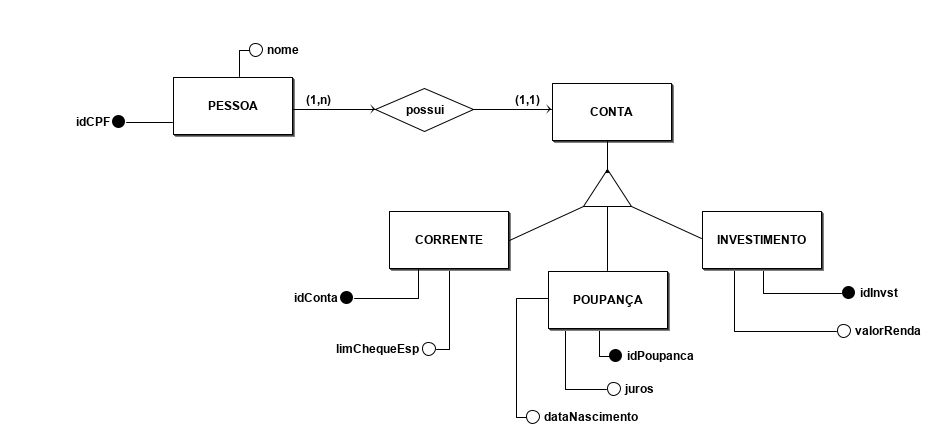 nome
PESSOA
(1,n)
possui
(1,1)
CONTA
idCPF
CORRENTE
INVESTIMENTO
idConta
POUPANÇA
idInvst
valorRenda
limChequeEsp
idPoupanca
juros
dataNascimento